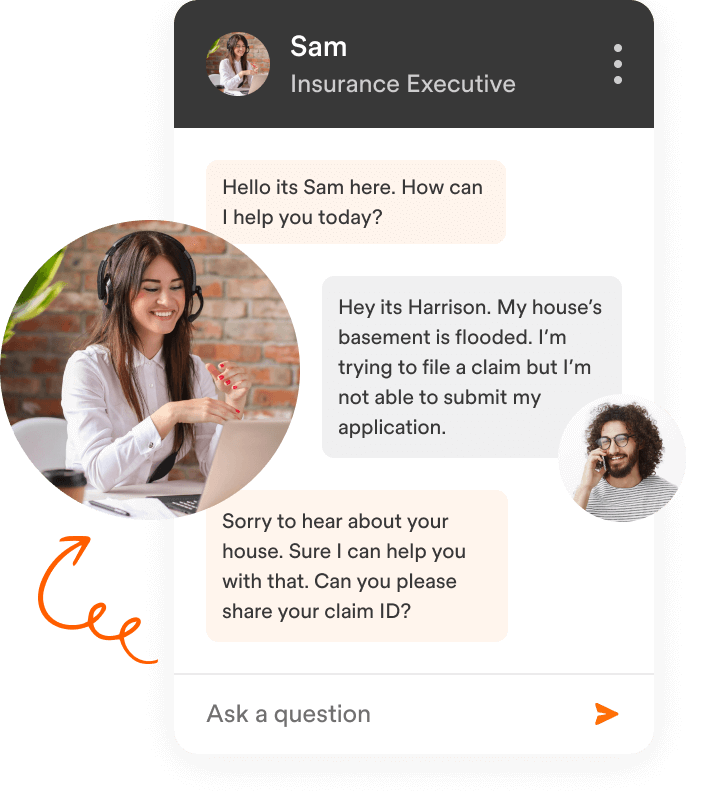 Sam
Insurance Executive
Hello its Sam here. How can
I help you today?
Hey its Harrison. My house’s
basement is flooded. I’m
trying to file a claim but I’m
not able to submit my
application.
Sorry to hear about your
house. Sure I can help you
with that. Can you please
share your claim ID?
Ask a question